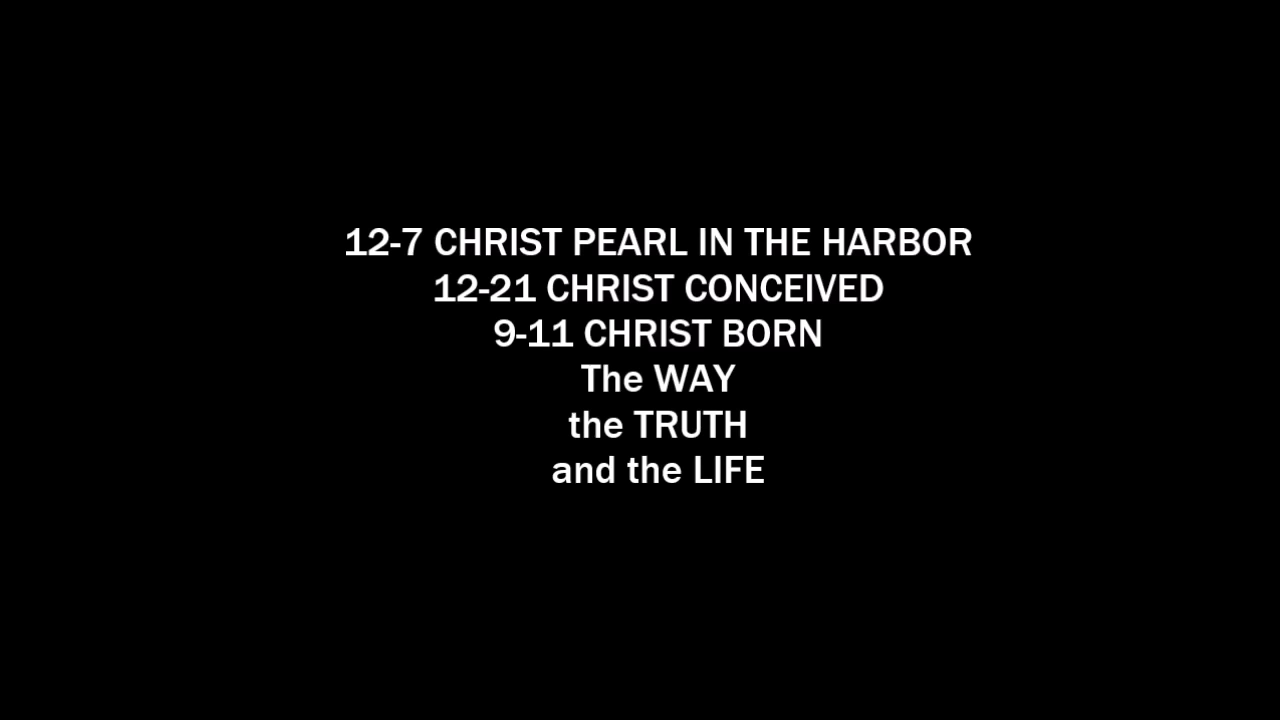 12-7 CHRIST PEARL IN THE HARBOR
12-21 CHRIST CONCEIVED
9-11 CHRIST BORN
The WAY
the TRUTH
and the LIFE